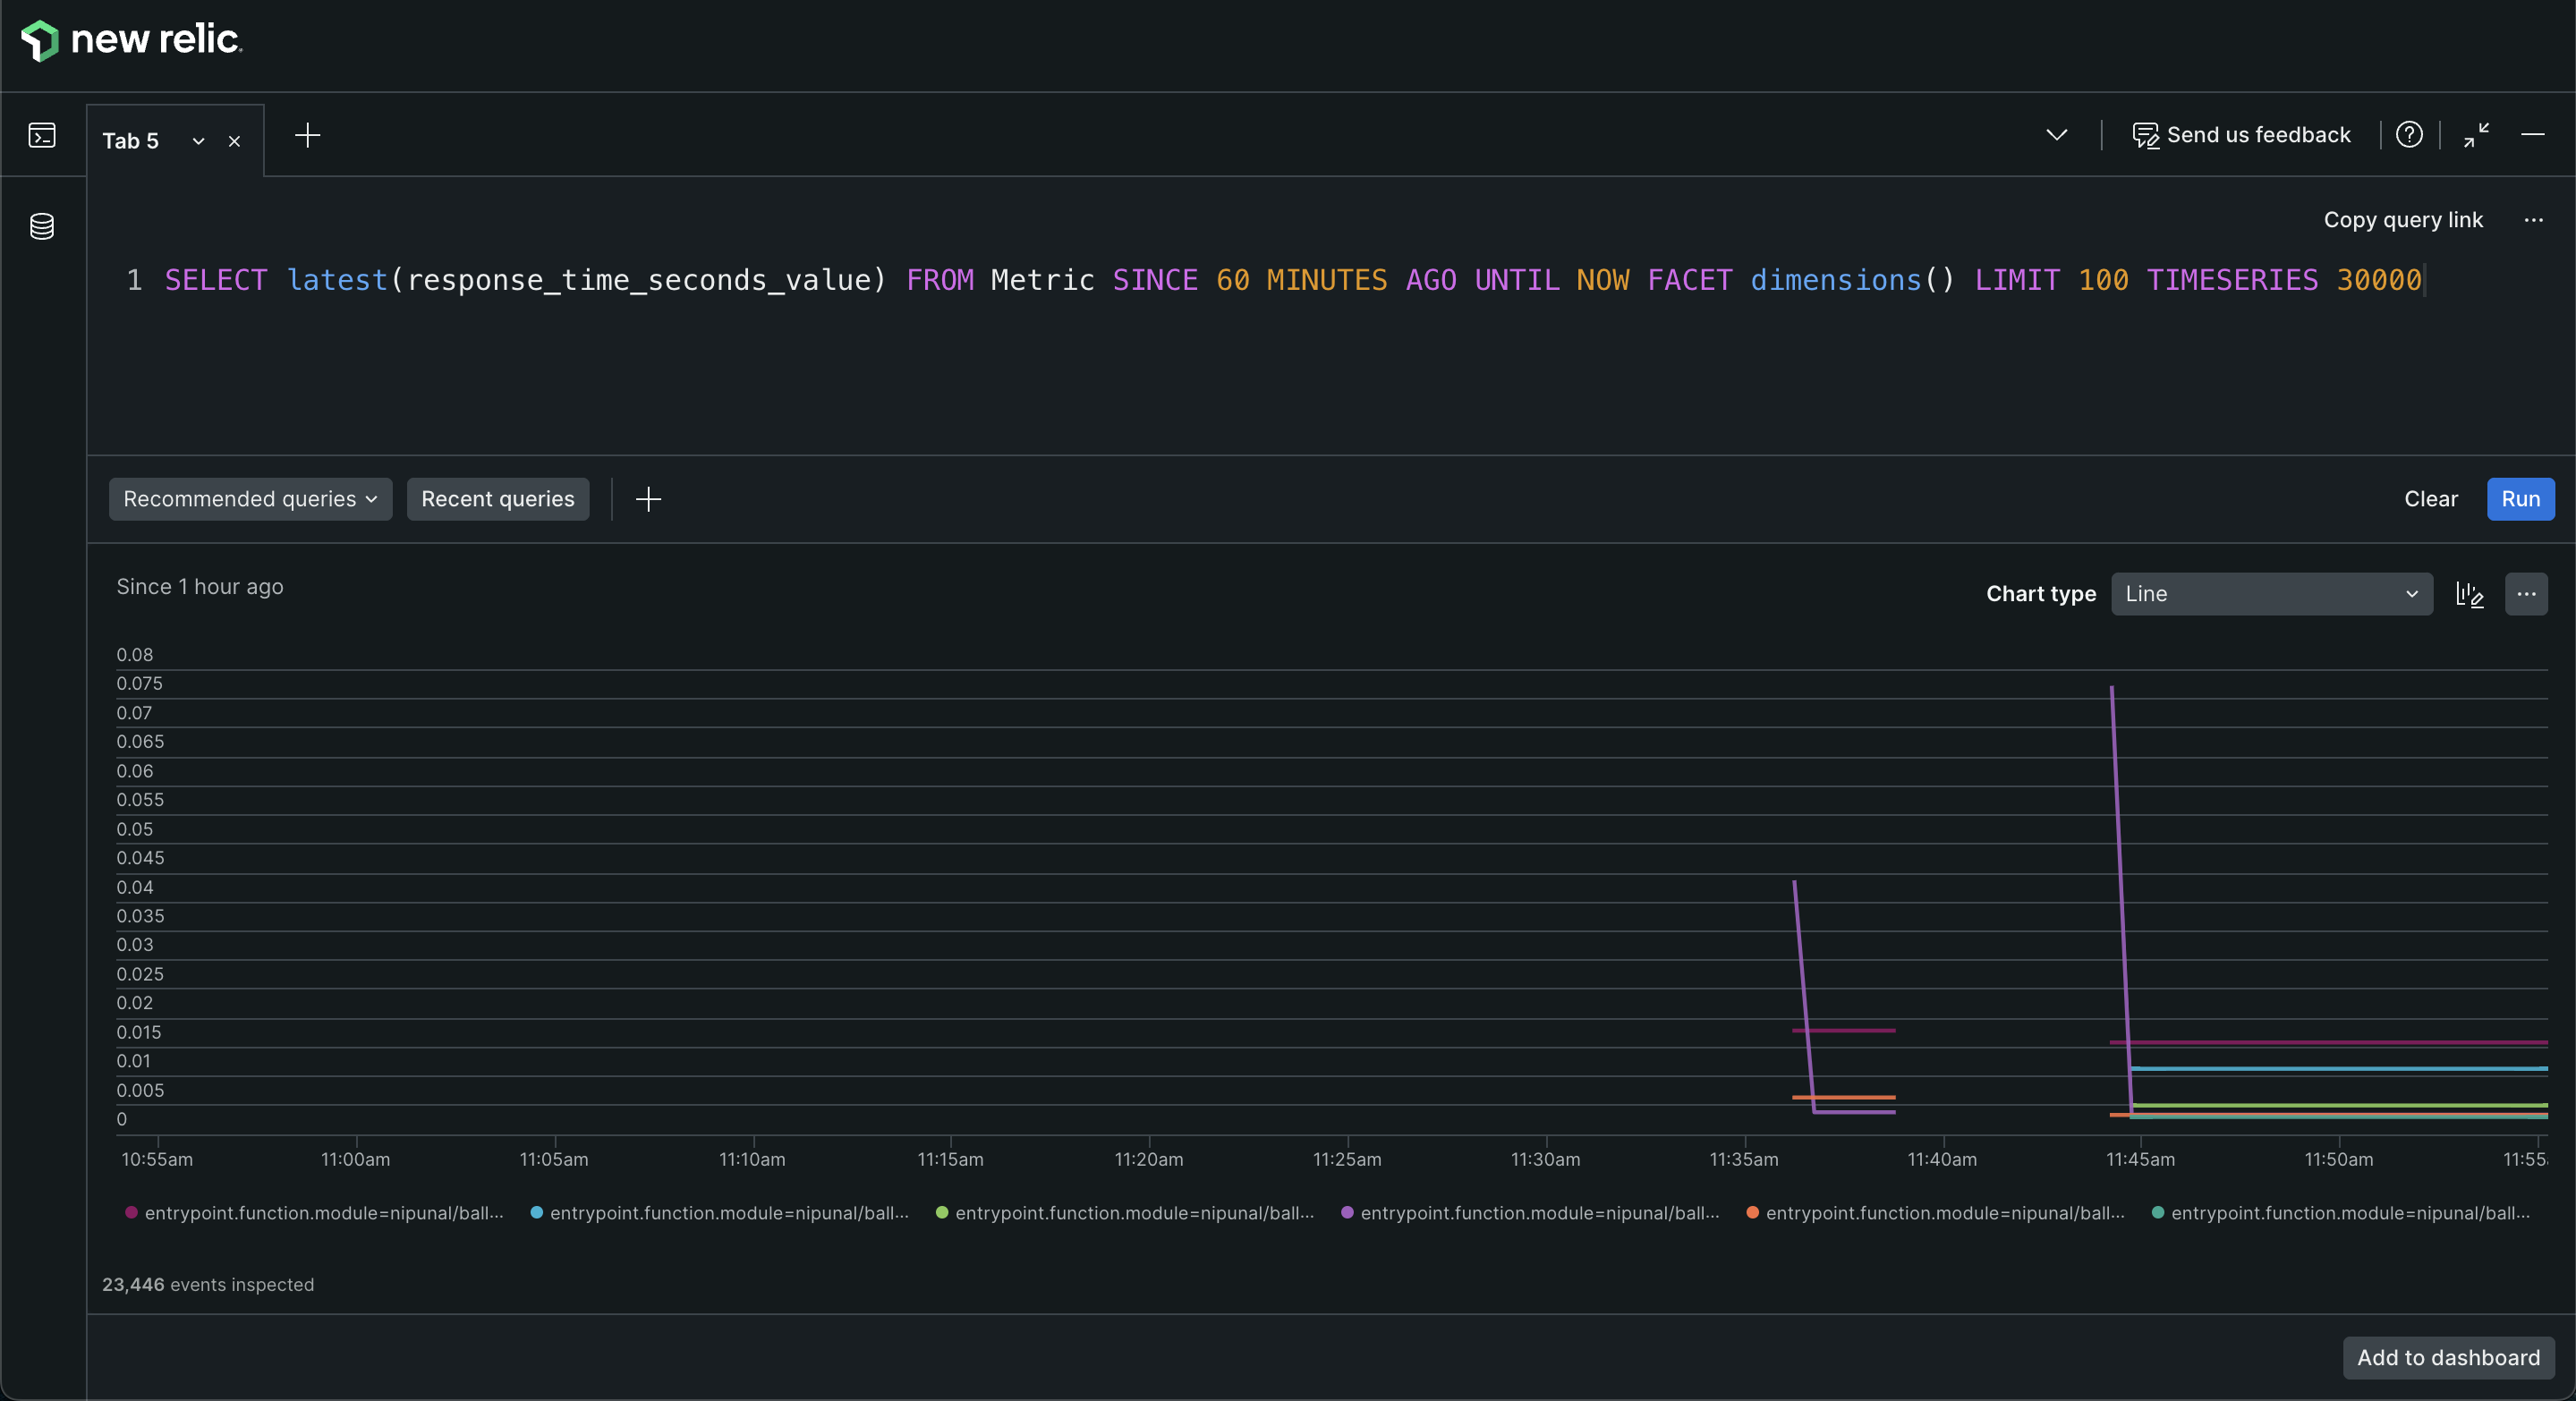 new relic
Tab 5
Send us feedback
Copy query link
1 SELECT latest(response_time_seconds_value) FROM Metric SINCE 60 MINUTES AGO UNTIL NOW FACET dimensions() LIMIT 100 TIMESERIES 30000
Recommended queries
Recent queries
Clear
Run
Since 1 hour ago
Chart type
Line
0.08
0.075
0.07
0.065
0.06
0.055
0.05
0.045
0.04
0.035
0.03
0.025
0.02
0.015
0.01
0.005
0
10:55am 11:00am 11:05am 11:10am 11:15am 11:20am 11:25am 11:30am 11:35am 11:40am 11:45am 11:50am 11:55
entrypoint.function.module=nipunal/ball... entrypoint.function.module=nipunal/ball... entrypoint.function.module=nipunal/ball... entrypoint.function.module=nipunal/ball... entrypoint.function.module=nipunal/ball... entrypoint.function.module=nipunal/ball...
23,446 events inspected
Add to dashboard